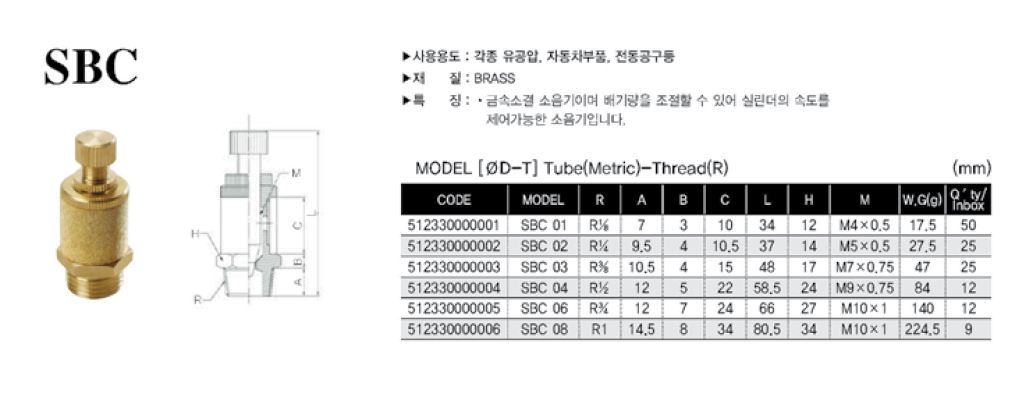 SBC
▶사용용도 : 각종 유공압, 자동차부품, 전동공구등
▶재 질 : BRASS
▶특 징 : · 금속소결 소음기이며 배기량을 조절할 수 있어 실린더의 속도를
제어가능한 소음기입니다.
M
L
C
H
B
A
R
MODEL [ØD-T] Tube(Metric)-Thread(R) (mm)
CODE MODEL R A B C L H M W.G(g) Q´ty/Inbox
512330000001 SBC 01 R⅛ 7 3 10 34 12 M4×0.5 17.5 50
512330000002 SBC 02 R¼ 9.5 4 10.5 37 14 M5×0.5 27.5 25
512330000003 SBC 03 R⅜ 10.5 4 15 48 17 M7×0.75 47 25
512330000004 SBC 04 R½ 12 5 22 58.5 24 M9×0.75 84 12
512330000005 SBC 06 R¾ 12 7 24 66 27 M10×1 140 12
512330000006 SBC 08 R1 14.5 8 34 80.5 34 M10×1 224.5 9